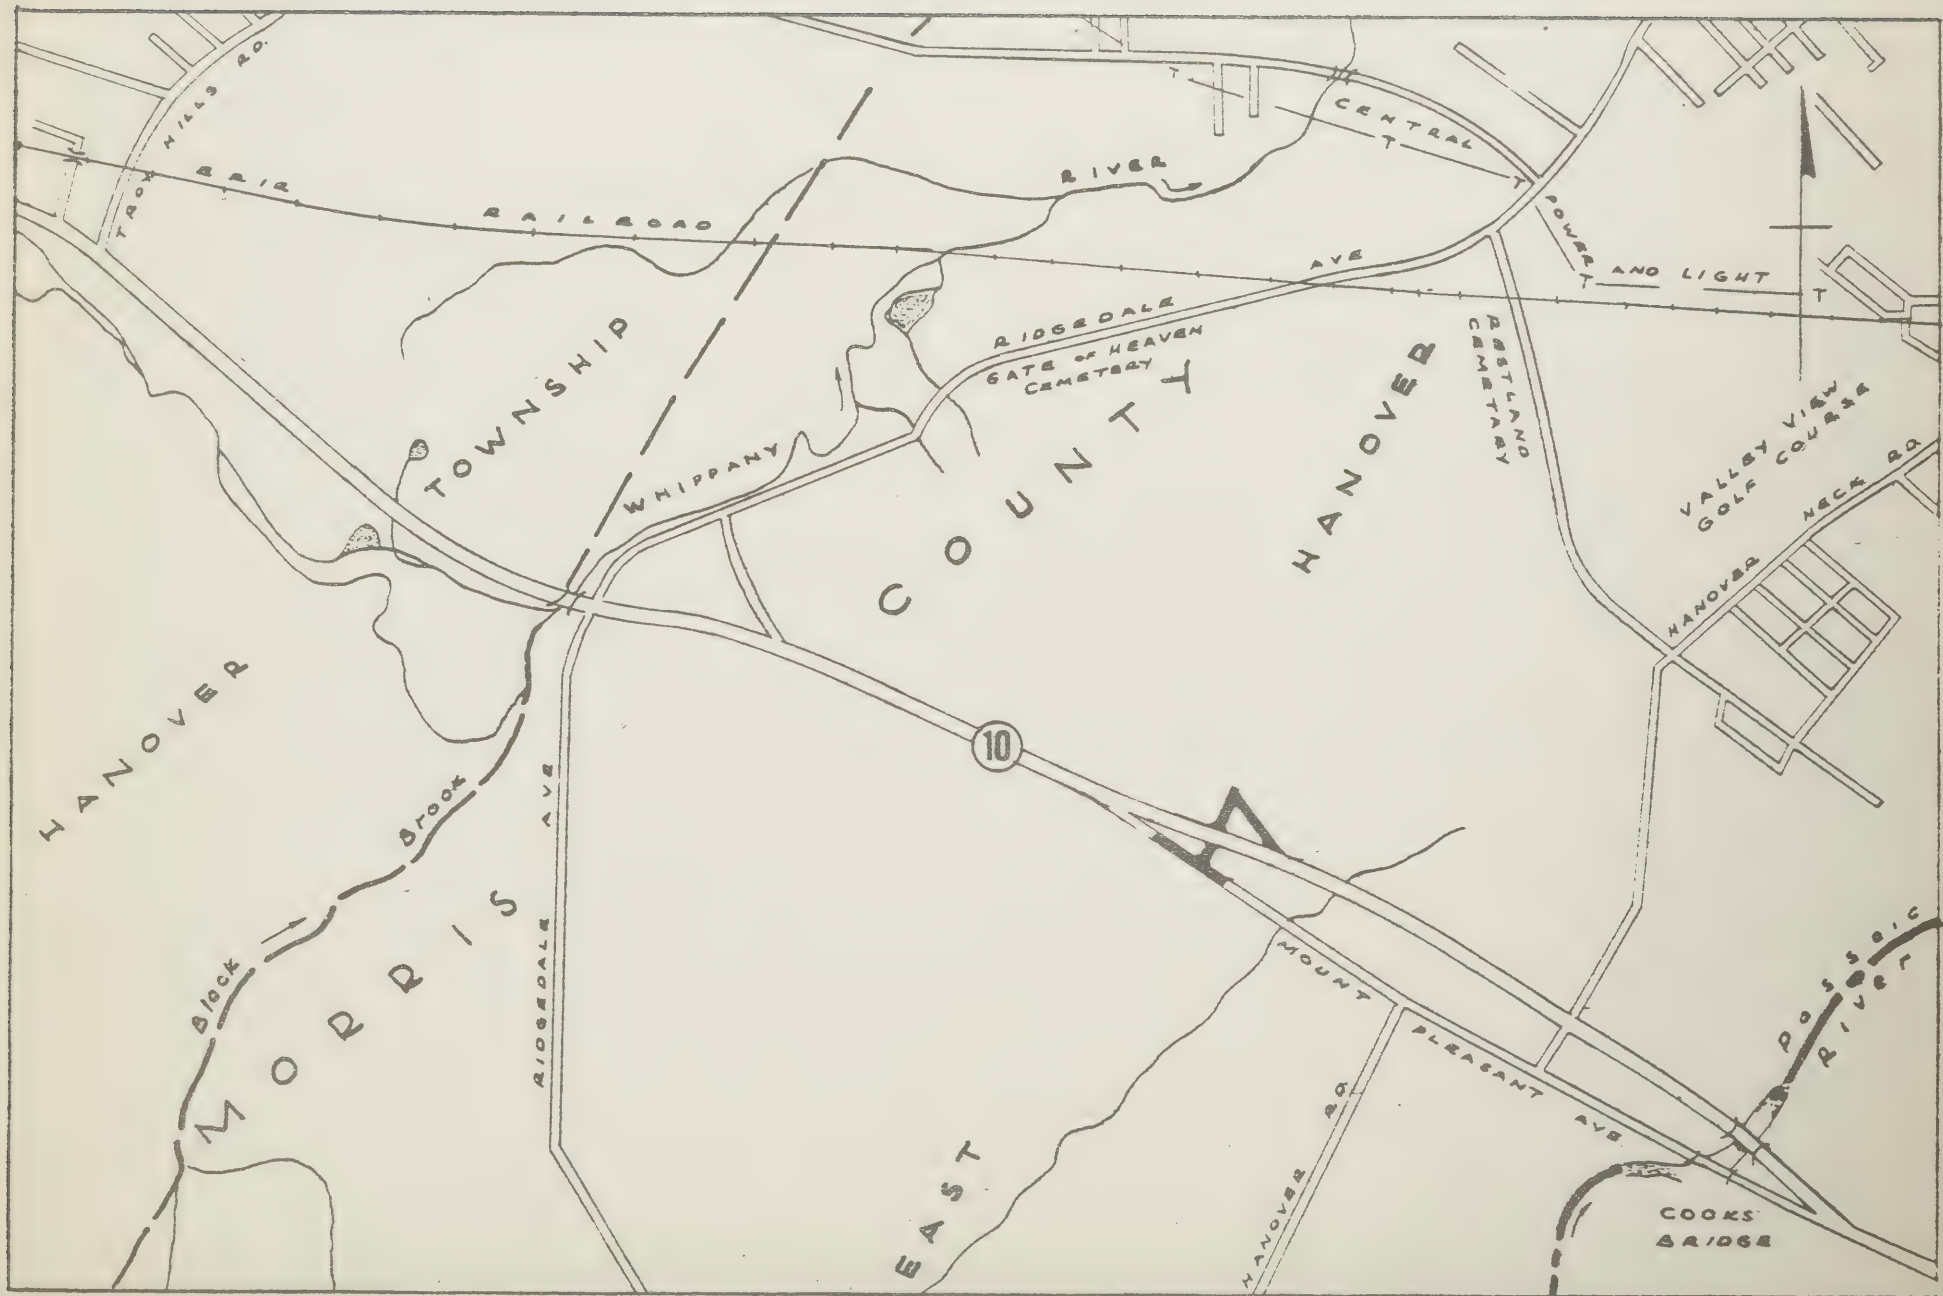 TROY HILLS RD.
ERIE RAILROAD
RIVER
CENTRAL
POWER AND LIGHT
T
T
T
T
T
RIDGEDALE AVE
GATE OF HEAVEN
CEMETERY
RESTLAND
CEMETARY
VALLEY VIEW
GOLF COURSE
HANOVER NECK RD
TOWNSHIP
WHIPPANY
COUNTY
HANOVER
HANOVER
10
Black Brook
MORRIS
RIDGEDALE AVE
EAST
MOUNT PLEASANT AVE
HANOVER RD
PASSAIC
RIVER
COOKS
BRIDGE